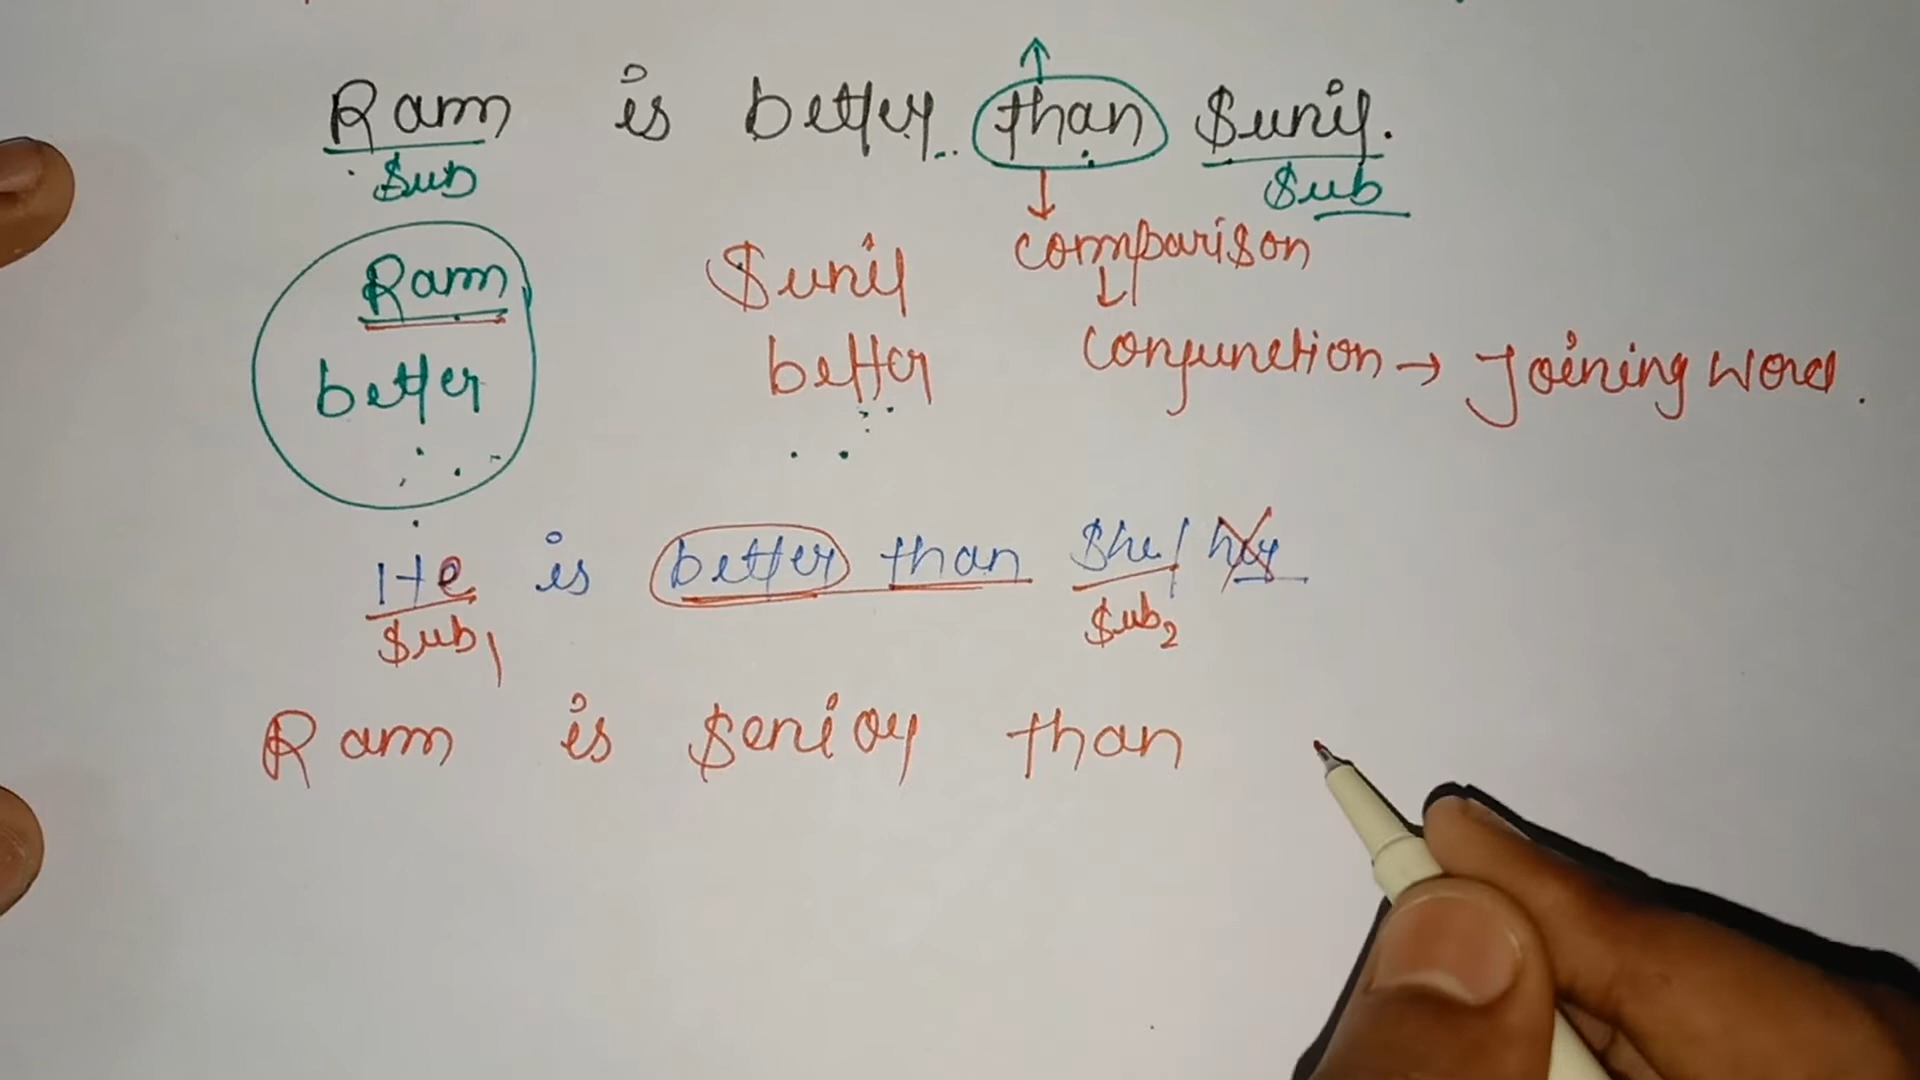 Ram is better than Sunil.
Sub Sub
Ram Sunil comparison
better better Conjunction → Joining Word.
He is better than She/ her
Sub1 Sub2
Ram is Senior than